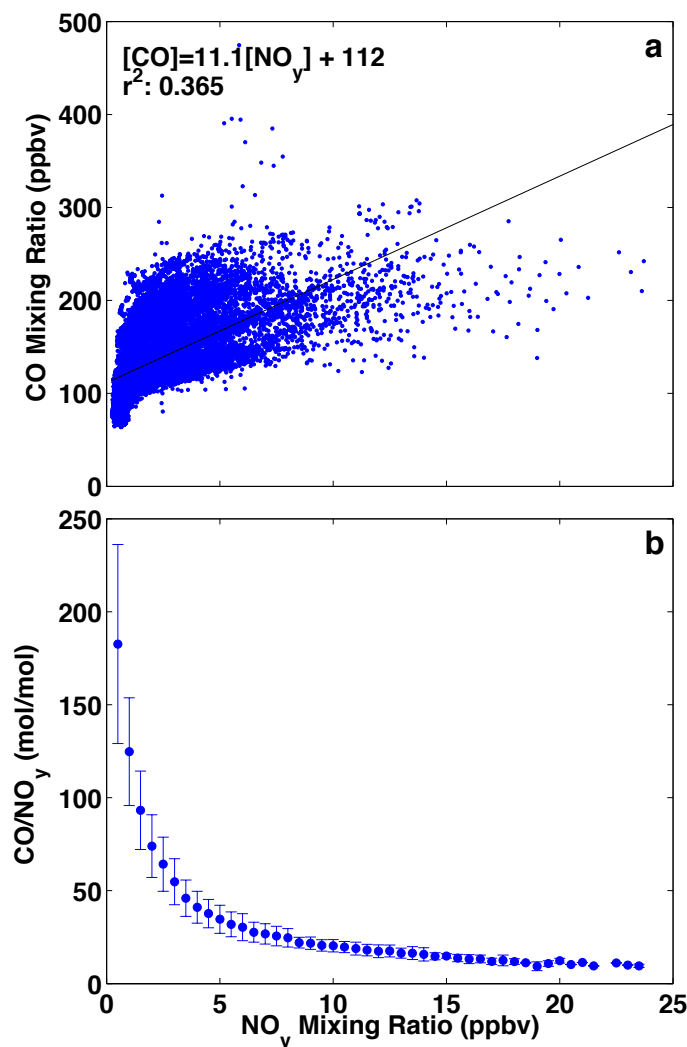 500
400
300
200
100
0
CO Mixing Ratio (ppbv)
[CO]=11.1[NOy] + 112
r²: 0.365
a
250
200
150
100
50
0
CO/NOy (mol/mol)
b
0 5 10 15 20 25
NOy Mixing Ratio (ppbv)